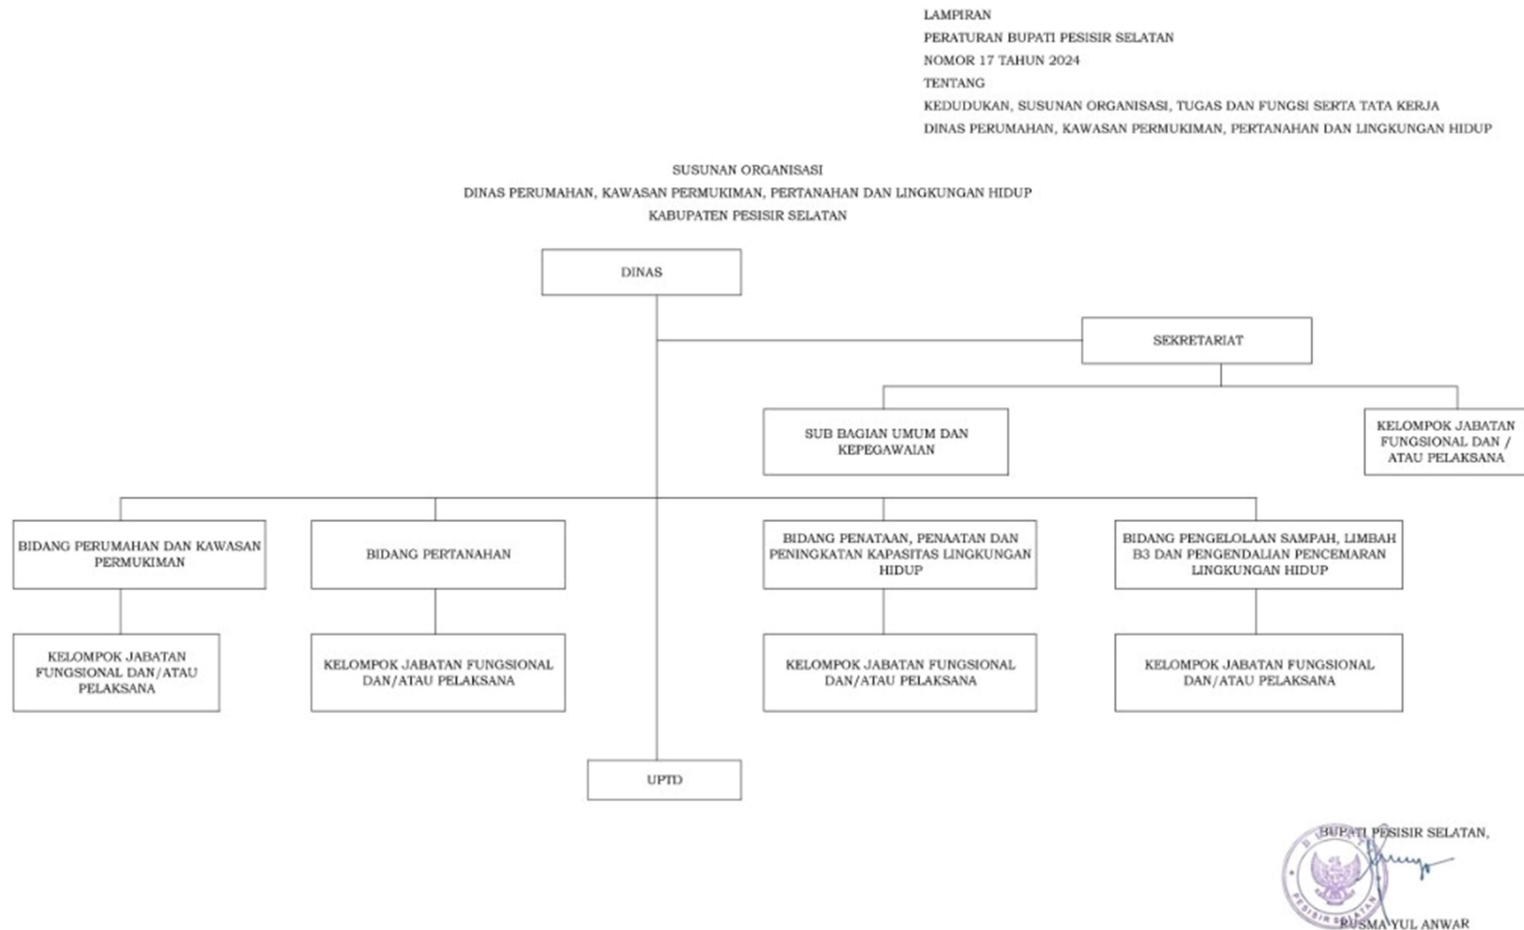 LAMPIRAN
PERATURAN BUPATI PESISIR SELATAN
NOMOR 17 TAHUN 2024
TENTANG
KEDUDUKAN, SUSUNAN ORGANISASI, TUGAS DAN FUNGSI SERTA TATA KERJA
DINAS PERUMAHAN, KAWASAN PERMUKIMAN, PERTANAHAN DAN LINGKUNGAN HIDUP
SUSUNAN ORGANISASI
DINAS PERUMAHAN, KAWASAN PERMUKIMAN, PERTANAHAN DAN LINGKUNGAN HIDUP
KABUPATEN PESISIR SELATAN
DINAS
SEKRETARIAT
SUB BAGIAN UMUM DAN
KEPEGAWAIAN
KELOMPOK JABATAN
FUNGSIONAL DAN /
ATAU PELAKSANA
BIDANG PERUMAHAN DAN KAWASAN
PERMUKIMAN
BIDANG PERTANAHAN
BIDANG PENATAAN, PENAATAN DAN
PENINGKATAN KAPASITAS LINGKUNGAN
HIDUP
BIDANG PENGELOLAAN SAMPAH, LIMBAH
B3 DAN PENGENDALIAN PENCEMARAN
LINGKUNGAN HIDUP
KELOMPOK JABATAN
FUNGSIONAL DAN/ATAU
PELAKSANA
KELOMPOK JABATAN FUNGSIONAL
DAN/ATAU PELAKSANA
KELOMPOK JABATAN FUNGSIONAL
DAN/ATAU PELAKSANA
KELOMPOK JABATAN FUNGSIONAL
DAN/ATAU PELAKSANA
UPTD
BUPATI PESISIR SELATAN,
BUPATI
PESISIR SELATAN
RUSMA YUL ANWAR